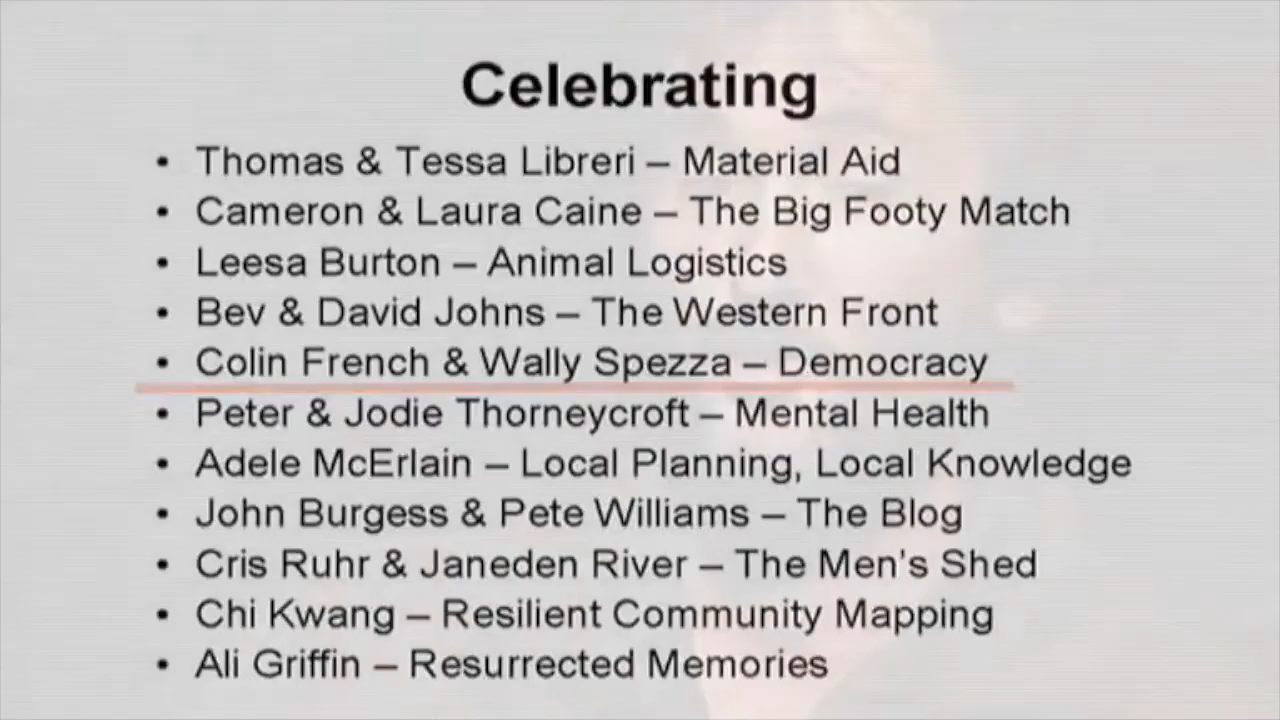 Celebrating
• Thomas & Tessa Libreri – Material Aid
• Cameron & Laura Caine – The Big Footy Match
• Leesa Burton – Animal Logistics
• Bev & David Johns – The Western Front
• Colin French & Wally Spezza – Democracy
• Peter & Jodie Thorneycroft – Mental Health
• Adele McErlain – Local Planning, Local Knowledge
• John Burgess & Pete Williams – The Blog
• Cris Ruhr & Janeden River – The Men's Shed
• Chi Kwang – Resilient Community Mapping
• Ali Griffin – Resurrected Memories